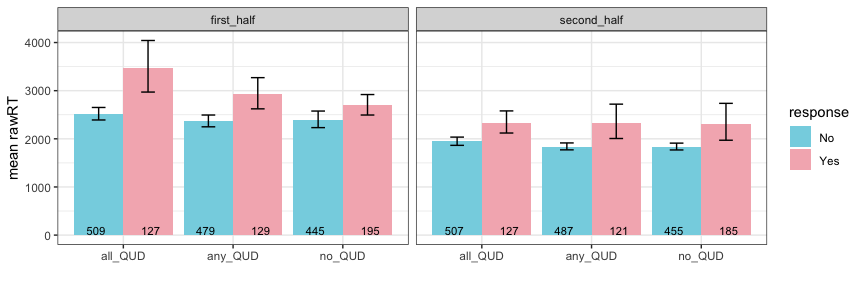 first_half
second_half
mean rawRT
4000
3000
2000
1000
0
509 127 479 129 445 195
507 127 487 121 455 185
all_QUD any_QUD no_QUD
all_QUD any_QUD no_QUD
response
No
Yes